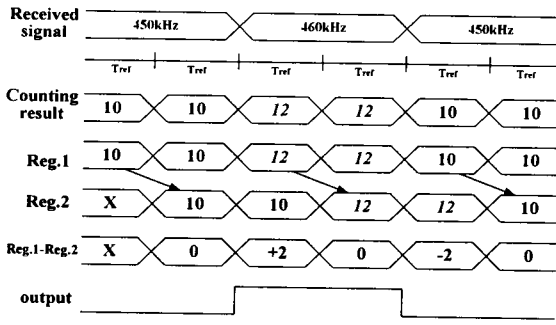 Received signal 450kHz 460kHz 450kHz
Tref Tref Tref Tref Tref Tref
Counting result 10 10 12 12 10 10
Reg.1 10 10 12 12 10 10
Reg.2 X 10 10 12 12 10
Reg.1-Reg.2 X 0 +2 0 -2 0
output